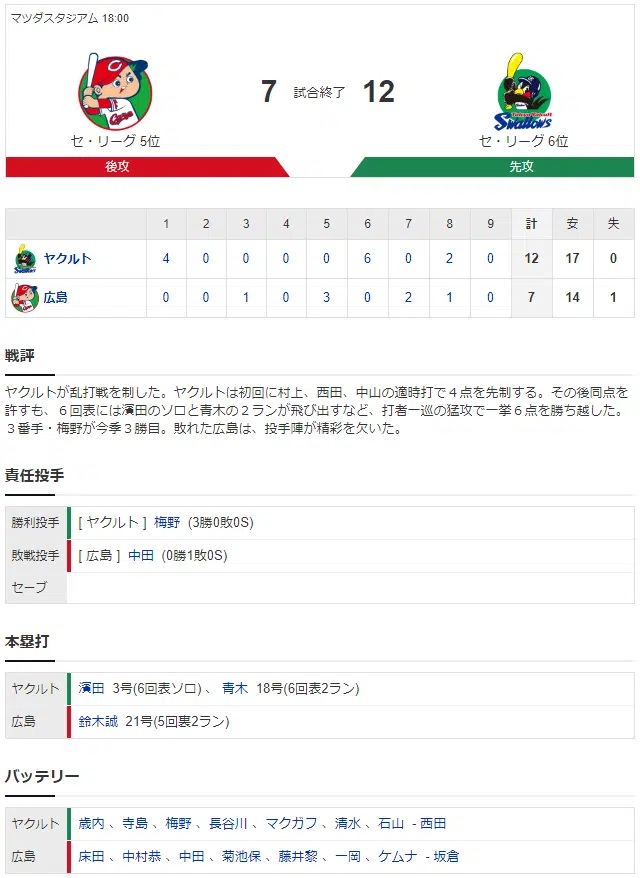 マツダスタジアム 18:00
7 試合終了 12
セ・リーグ 5位 セ・リーグ 6位
後攻 先攻
1 2 3 4 5 6 7 8 9 計 安 失
ヤクルト 4 0 0 0 0 6 0 2 0 12 17 0
広島 0 0 1 0 3 0 2 1 0 7 14 1
戦評
ヤクルトが乱打戦を制した。ヤクルトは初回に村上、西田、中山の適時打で４点を先制する。その後同点を
許すも、６回表には濱田のソロと青木の２ランが飛び出すなど、打者一巡の猛攻で一挙６点を勝ち越した。
３番手・梅野が今季３勝目。敗れた広島は、投手陣が精彩を欠いた。
責任投手
勝利投手 [ ヤクルト ] 梅野 (3勝0敗0S)
敗戦投手 [ 広島 ] 中田 (0勝1敗0S)
セーブ
本塁打
ヤクルト 濱田 3号(6回表ソロ) 、 青木 18号(6回表2ラン)
広島 鈴木誠 21号(5回裏2ラン)
バッテリー
ヤクルト 歳内 、寺島 、梅野 、長谷川 、マクガフ 、清水 、石山 - 西田
広島 床田 、中村恭 、中田 、菊池保 、藤井黎 、一岡 、ケムナ - 坂倉